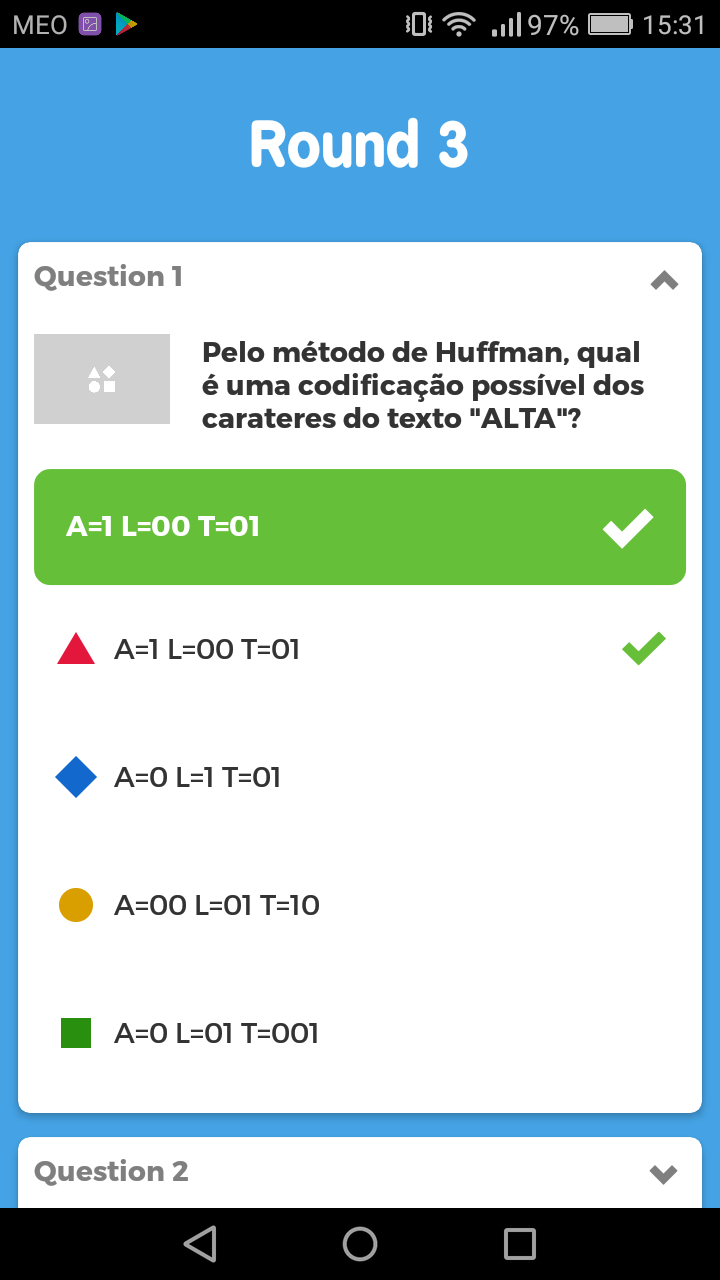 MEO 97% 15:31
Round 3
Question 1
Pelo método de Huffman, qual
é uma codificação possível dos
carateres do texto "ALTA"?
A=1 L=00 T=01
A=1 L=00 T=01
A=0 L=1 T=01
A=00 L=01 T=10
A=0 L=01 T=001
Question 2